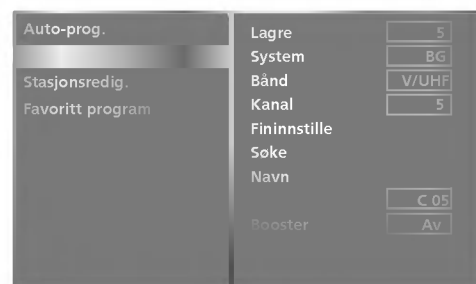 Auto-prog.
Stasjonsredig.
Favoritt program
Lagre 5
System BG
Bånd V/UHF
Kanal 5
Fininnstille
Søke
Navn
C 05
Booster Av